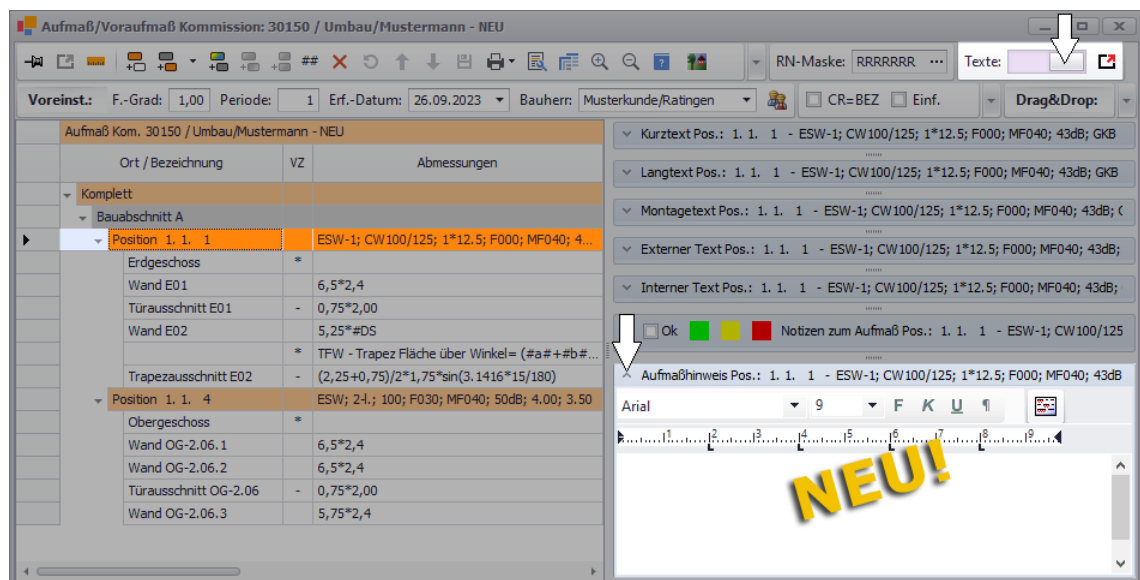 Aufmaß/Voraufmaß Kommission: 30150 / Umbau/Mustermann - NEU
## RN-Maske: RRRRRRR ··· Texte:
Voreinst.: F.-Grad: 1,00 Periode: 1 Erf.-Datum: 26.09.2023 Bauherr: Musterkunde/Ratingen CR=BEZ Einf. Drag&Drop:
Aufmaß Kom. 30150 / Umbau/Mustermann - NEU
Ort / Bezeichnung VZ Abmessungen
Komplett
Bauabschnitt A
Position 1. 1. 1 ESW-1; CW100/125; 1*12.5; F000; MF040; 4...
Erdgeschoss *
Wand E01 6,5*2,4
Türausschnitt E01 - 0,75*2,00
Wand E02 5,25*#DS
* TFW - Trapez Fläche über Winkel= (#a#+#b#...
Trapezausschnitt E02 - (2,25+0,75)/2*1,75*sin(3.1416*15/180)
Position 1. 1. 4 ESW; 2-l.; 100; F030; MF040; 50dB; 4.00; 3.50
Obergeschoss *
Wand OG-2.06.1 6,5*2,4
Wand OG-2.06.2 6,5*2,4
Türausschnitt OG-2.06 - 0,75*2,00
Wand OG-2.06.3 5,75*2,4
Kurztext Pos.: 1. 1. 1 - ESW-1; CW100/125; 1*12.5; F000; MF040; 43dB; GKB
Langtext Pos.: 1. 1. 1 - ESW-1; CW100/125; 1*12.5; F000; MF040; 43dB; GKB
Montagetext Pos.: 1. 1. 1 - ESW-1; CW100/125; 1*12.5; F000; MF040; 43dB; (
Externer Text Pos.: 1. 1. 1 - ESW-1; CW100/125; 1*12.5; F000; MF040; 43dB;
Interner Text Pos.: 1. 1. 1 - ESW-1; CW100/125; 1*12.5; F000; MF040; 43dB;
Ok Notizen zum Aufmaß Pos.: 1. 1. 1 - ESW-1; CW100/125
Aufmaßhinweis Pos.: 1. 1. 1 - ESW-1; CW100/125; 1*12.5; F000; MF040; 43dB
Arial 9 F K U ¶
1 2 3 4 5 6 7 8 9
NEU!